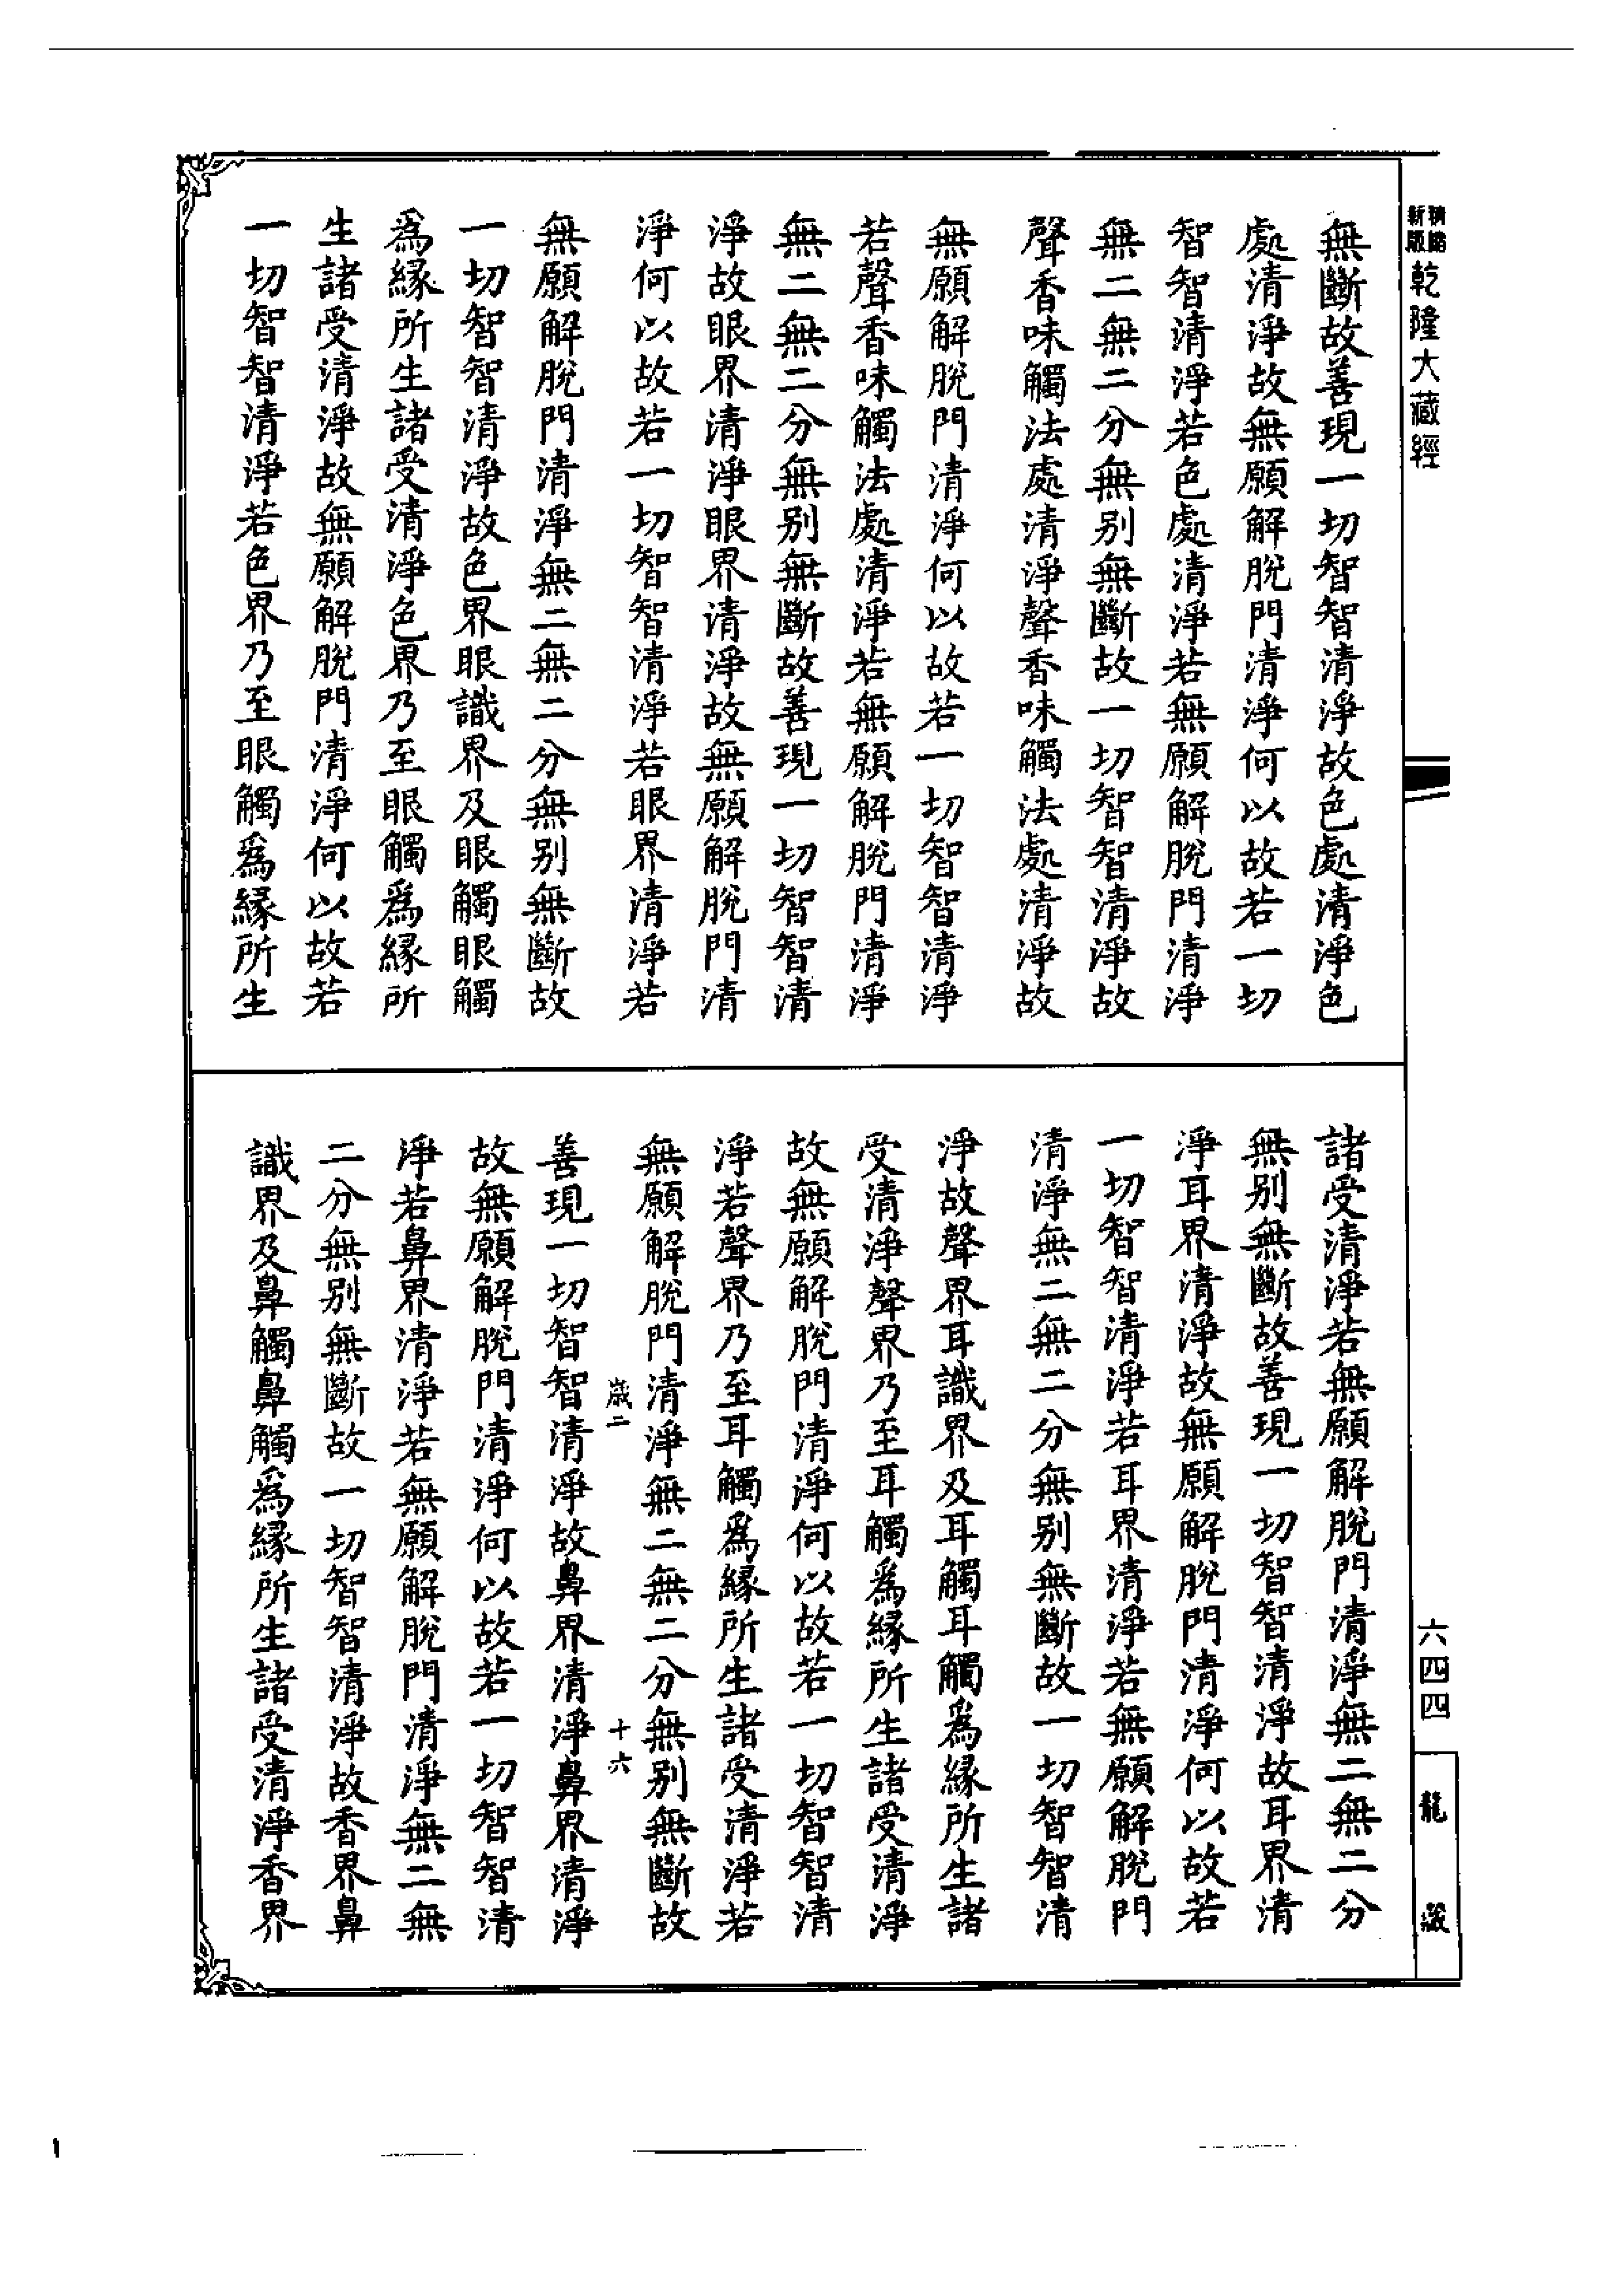 新版
精縮
乾隆大藏經
無斷故善現一切智智清淨故色處清淨色
處清淨故無願解脫門清淨何以故若一切
智智清淨若色處清淨若無願解脫門清淨
無二無二分無別無斷故一切智智清淨故
聲香味觸法處清淨聲香味觸法處清淨故
無願解脫門清淨何以故若一切智智清淨
若聲香味觸法處清淨若無願解脫門清淨
無二無二分無別無斷故善現一切智智清
淨故眼界清淨眼界清淨故無願解脫門清
淨何以故若一切智智清淨若眼界清淨若
無願解脫門清淨無二無二分無別無斷故
一切智智清淨故色界眼識界及眼觸眼觸
爲緣所生諸受清淨色界乃至眼觸爲緣所
生諸受清淨故無願解脫門清淨何以故若
一切智智清淨若色界乃至眼觸爲緣所生
諸受清淨若無願解脫門清淨無二無二分
無別無斷故善現一切智智清淨故耳界清
淨耳界清淨故無願解脫門清淨何以故若
一切智智清淨若耳界清淨若無願解脫門
清淨無二無二分無別無斷故一切智智清
淨故聲界耳識界及耳觸耳觸爲緣所生諸
受清淨聲界乃至耳觸爲緣所生諸受清淨
故無願解脫門清淨何以故若一切智智清
淨若聲界乃至耳觸爲緣所生諸受清淨若
無願解脫門清淨無二無二分無別無斷故
歲二 十六
善現一切智智清淨故鼻界清淨鼻界清淨
故無願解脫門清淨何以故若一切智智清
淨若鼻界清淨若無願解脫門清淨無二無
二分無別無斷故一切智智清淨故香界鼻
識界及鼻觸鼻觸爲緣所生諸受清淨香界
六四四
龍藏